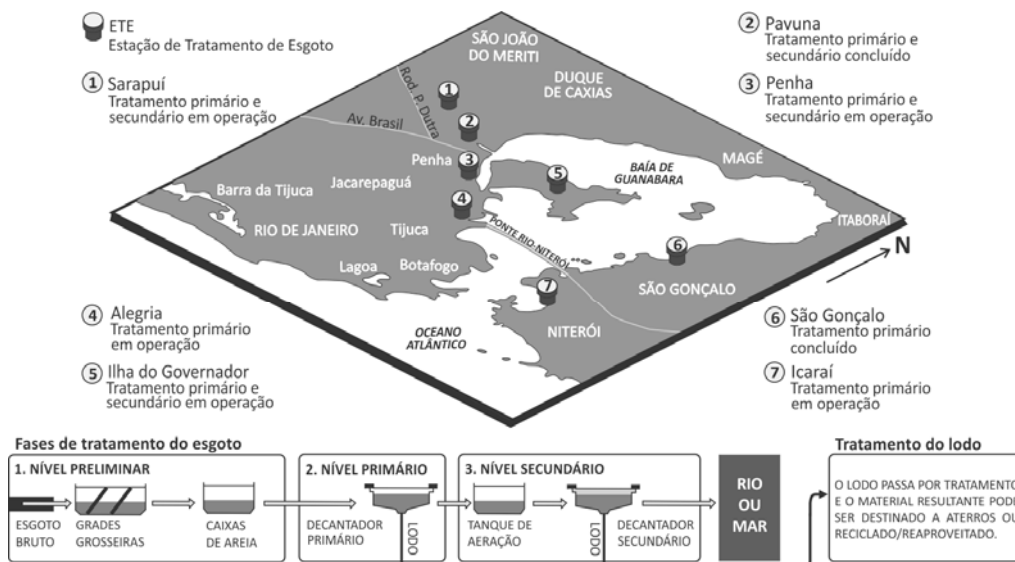 ETE
Estação de Tratamento de Esgoto
1 Sarapuí
Tratamento primário e
secundário em operação
2 Pavuna
Tratamento primário e
secundário concluído
3 Penha
Tratamento primário e
secundário em operação
SÃO JOÃO
DO MERITI
DUQUE
DE CAXIAS
Rod. P. Dutra
Av. Brasil
1
2
3
4
5
6
7
Penha
BAÍA DE
GUANABARA
MAGÉ
ITABORAÍ
Barra da Tijuca
Jacarepaguá
RIO DE JANEIRO
Tijuca
PONTE RIO-NITERÓI
N
Lagoa
Botafogo
SÃO GONÇALO
NITERÓI
OCEANO
ATLÂNTICO
4 Alegria
Tratamento primário
em operação
5 Ilha do Governador
Tratamento primário e
secundário em operação
6 São Gonçalo
Tratamento primário
concluído
7 Icaraí
Tratamento primário
em operação
Fases de tratamento do esgoto
1. NÍVEL PRELIMINAR
ESGOTO
BRUTO
GRADES
GROSSEIRAS
CAIXAS
DE AREIA
2. NÍVEL PRIMÁRIO
DECANTADOR
PRIMÁRIO
LODO
3. NÍVEL SECUNDÁRIO
TANQUE DE
AERAÇÃO
LODO
DECANTADOR
SECUNDÁRIO
RIO
OU
MAR
Tratamento do lodo
O LODO PASSA POR TRATAMENTO
E O MATERIAL RESULTANTE PODE
SER DESTINADO A ATERROS OU
RECICLADO/REAPROVEITADO.